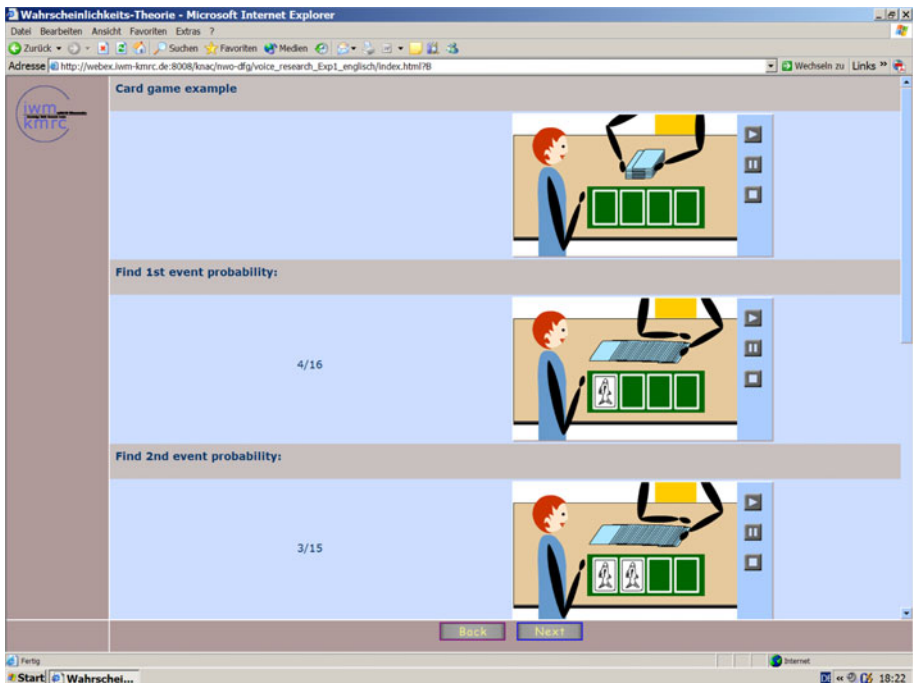 Wahrscheinlichkeits-Theorie - Microsoft Internet Explorer
Datei Bearbeiten Ansicht Favoriten Extras ?
Zurück Suchen Favoriten Medien
Adresse http://webex.iwm-kmrc.de:8008/knac/nwo-dfg/voice_research_Exp1_englisch/index.html?8 Wechseln zu Links »
iwm
kmrc
Card game example
Find 1st event probability:
4/16
Find 2nd event probability:
3/15
Back Next
Fertig Internet
Start Wahrschei... DE « 18:22